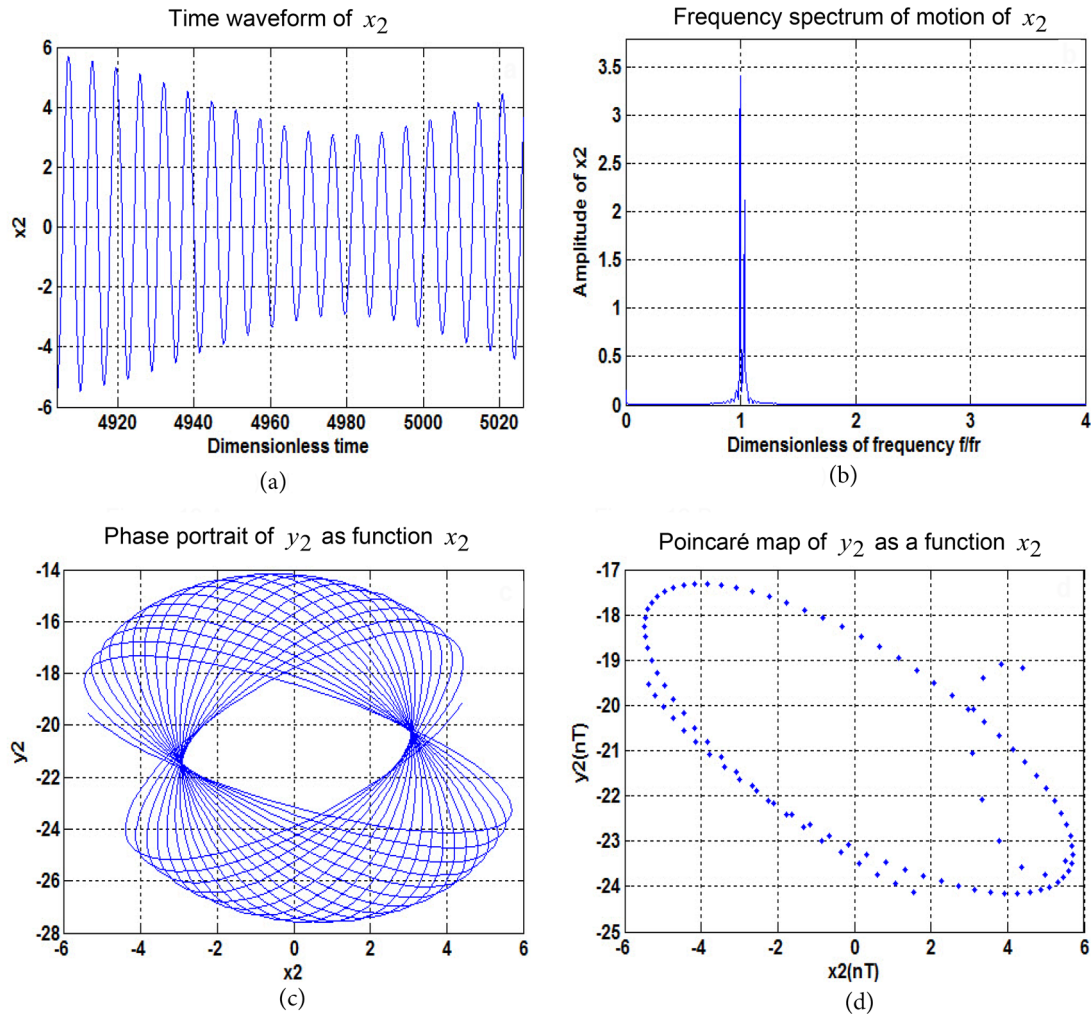 Time waveform of x2
6
4
2
0
-2
-4
-6
x2
4920 4940 4960 4980 5000 5020
Dimensionless time
(a)
Frequency spectrum of motion of x2
b
3.5
3
2.5
2
1.5
1
0.5
0
Amplitude of x2
0 1 2 3 4
Dimensionless of frequency f/fr
(b)
Phase portrait of y2 as function x2
c
-14
-16
-18
-20
-22
-24
-26
-28
y2
-6 -4 -2 0 2 4 6
x2
(c)
Poincaré map of y2 as a function x2
d
-17
-18
-19
-20
-21
-22
-23
-24
-25
y2(nT)
-6 -4 -2 0 2 4 6
x2(nT)
(d)